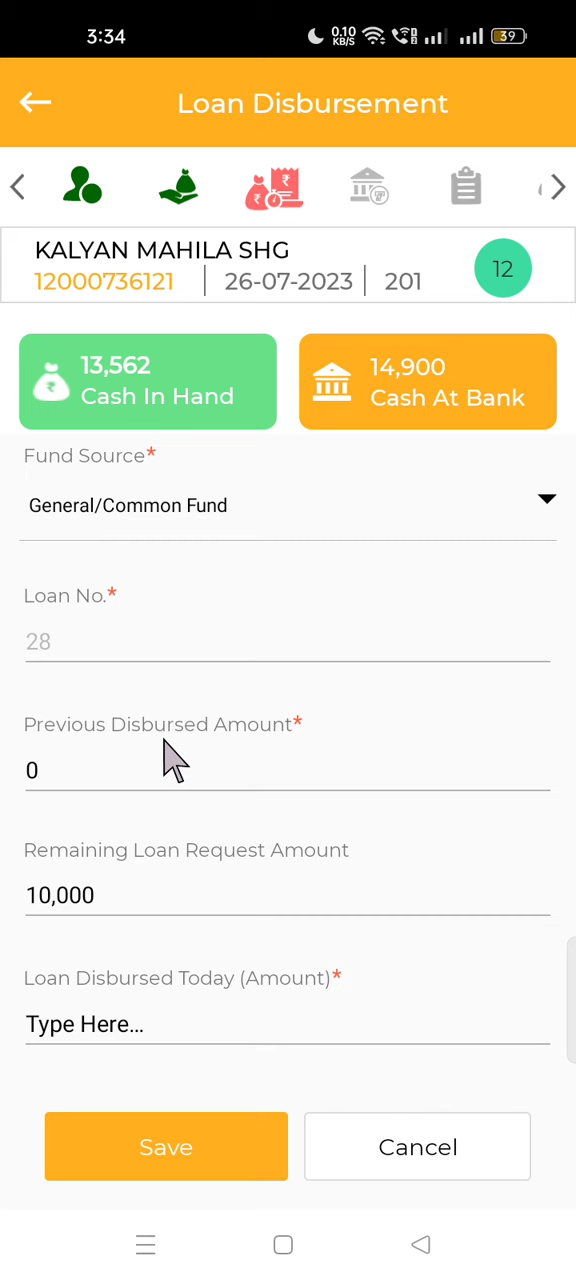 3:34
0.10
KB/S
39
Loan Disbursement
KALYAN MAHILA SHG
12000736121 | 26-07-2023 | 201
12
13,562
Cash In Hand
14,900
Cash At Bank
Fund Source*
General/Common Fund
Loan No.*
28
Previous Disbursed Amount*
0
Remaining Loan Request Amount
10,000
Loan Disbursed Today (Amount)*
Type Here...
Save
Cancel